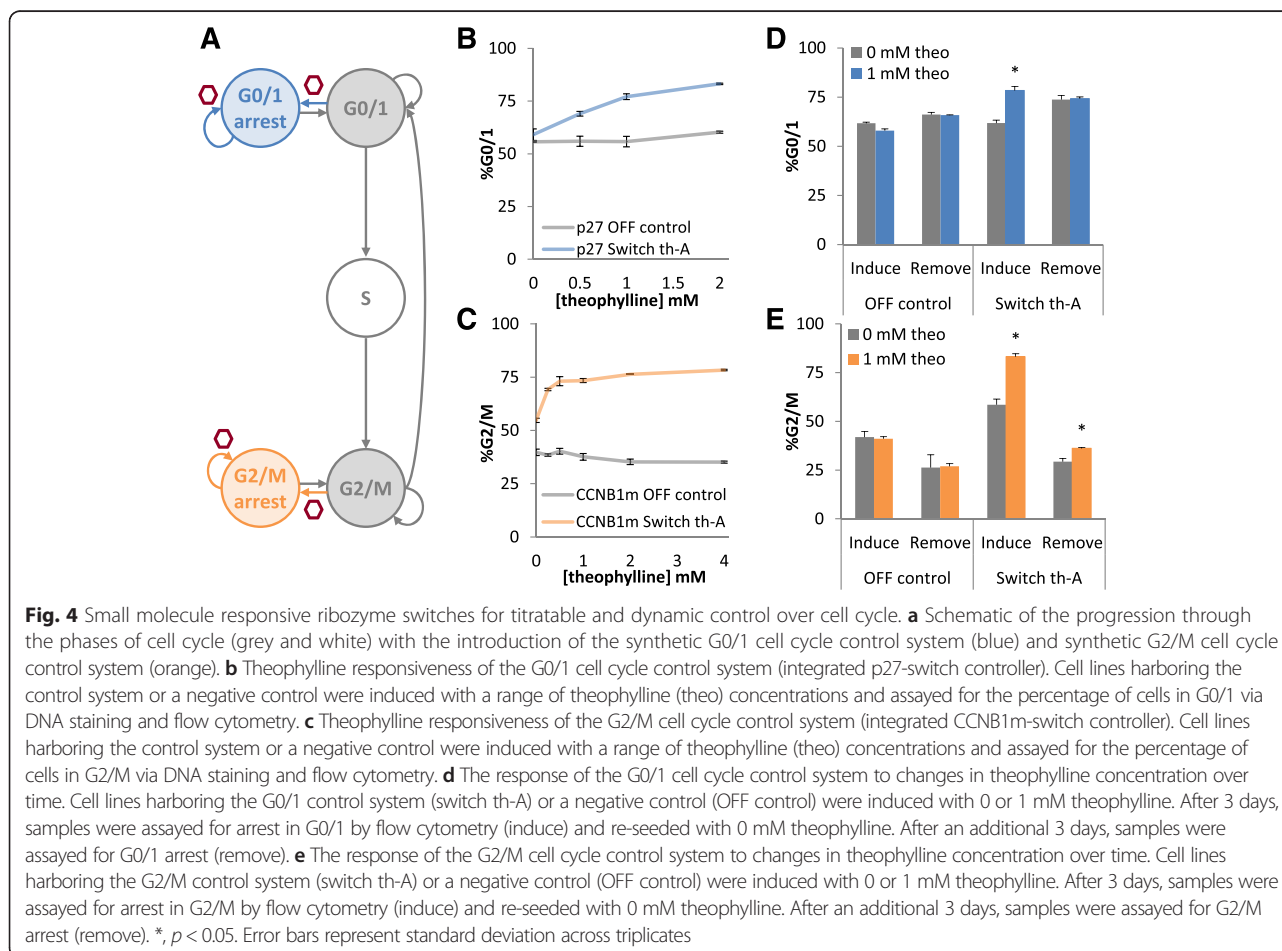 A
G0/1
arrest
G0/1
S
G2/M
arrest
G2/M
B
100
75
50
25
0
%G0/1
p27 OFF control
p27 Switch th-A
0 0.5 1 1.5 2
[theophylline] mM
C
100
75
50
25
0
%G2/M
CCNB1m OFF control
CCNB1m Switch th-A
0 1 2 3 4
[theophylline] mM
D
100
75
50
25
0
%G0/1
0 mM theo
1 mM theo
*
Induce Remove Induce Remove
OFF control Switch th-A
E
100
75
50
25
0
%G2/M
0 mM theo
1 mM theo
*
*
Induce Remove Induce Remove
OFF control Switch th-A
Fig. 4 Small molecule responsive ribozyme switches for titratable and dynamic control over cell cycle. a Schematic of the progression through
the phases of cell cycle (grey and white) with the introduction of the synthetic G0/1 cell cycle control system (blue) and synthetic G2/M cell cycle
control system (orange). b Theophylline responsiveness of the G0/1 cell cycle control system (integrated p27-switch controller). Cell lines harboring the
control system or a negative control were induced with a range of theophylline (theo) concentrations and assayed for the percentage of cells in G0/1 via
DNA staining and flow cytometry. c Theophylline responsiveness of the G2/M cell cycle control system (integrated CCNB1m-switch controller). Cell lines
harboring the control system or a negative control were induced with a range of theophylline (theo) concentrations and assayed for the percentage of
cells in G2/M via DNA staining and flow cytometry. d The response of the G0/1 cell cycle control system to changes in theophylline concentration over
time. Cell lines harboring the G0/1 control system (switch th-A) or a negative control (OFF control) were induced with 0 or 1 mM theophylline. After 3 days,
samples were assayed for arrest in G0/1 by flow cytometry (induce) and re-seeded with 0 mM theophylline. After an additional 3 days, samples were
assayed for G0/1 arrest (remove). e The response of the G2/M cell cycle control system to changes in theophylline concentration over time. Cell lines
harboring the G2/M control system (switch th-A) or a negative control (OFF control) were induced with 0 or 1 mM theophylline. After 3 days, samples were
assayed for arrest in G2/M by flow cytometry (induce) and re-seeded with 0 mM theophylline. After an additional 3 days, samples were assayed for G2/M
arrest (remove). *, p < 0.05. Error bars represent standard deviation across triplicates